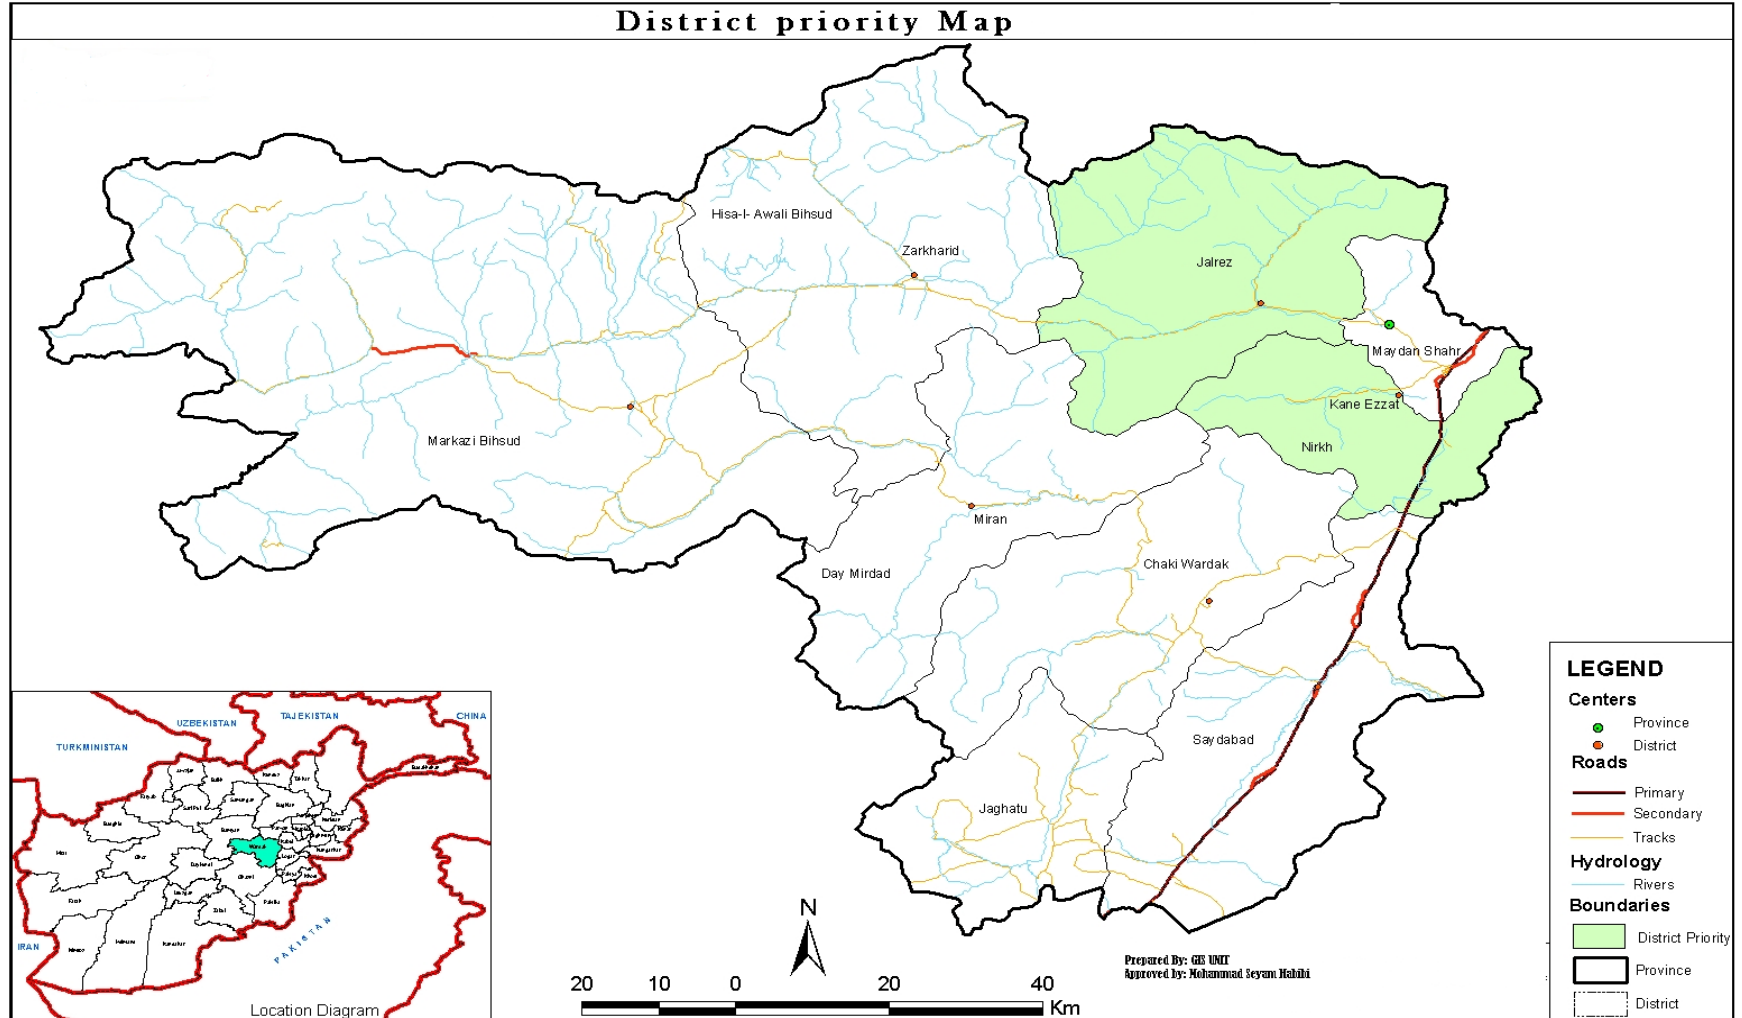 District priority Map
Hisa-I- Awali Bihsud
Zarkharid
Jalrez
Maydan Shahr
Kane Ezzat
Nirkh
Markazi Bihsud
Miran
Day Mirdad
Chaki Wardak
Saydabad
Jaghatu
UZBEKISTAN
TAJEKISTAN
CHINA
TURKMINISTAN
IRAN
PAKISTAN
Location Diagram
N
20 10 0 20 40
Km
Prepared By: GIS UNIT
Approved by: Mohammad Seyam Habibi
LEGEND
Centers
Province
District
Roads
Primary
Secondary
Tracks
Hydrology
Rivers
Boundaries
District Priority
Province
District